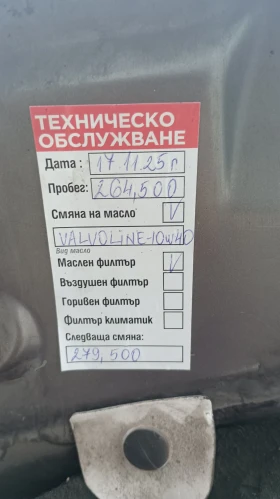 ТЕХНИЧЕСКО
ОБСЛУЖВАНЕ
Дата: 17 11.25 г
Пробег: 264,500
Смяна на масло V
VALVOLINE-10w40
Вид масло
Маслен филтър V
Въздушен филтър
Горивен филтър
Филтър климатик
Следваща смяна:
279,500